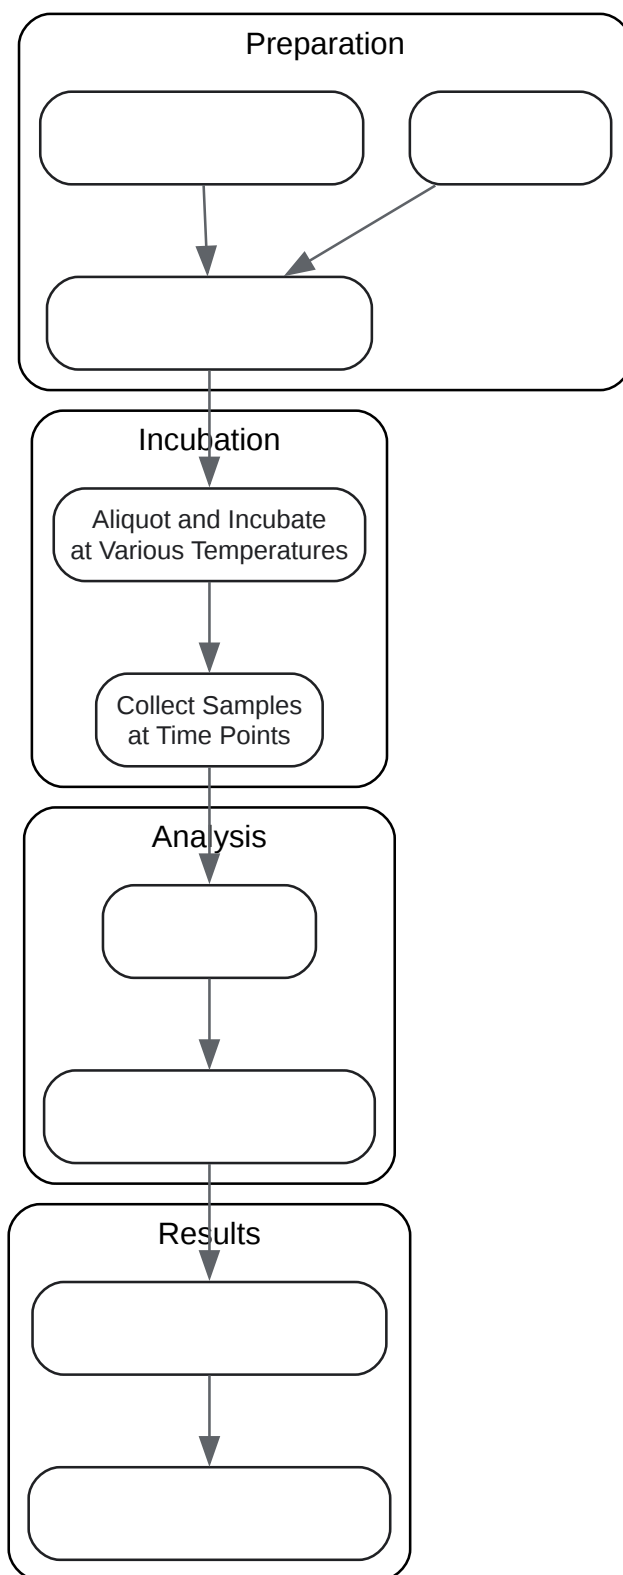 Preparation
Incubation
Aliquot and Incubate
at Various Temperatures
Collect Samples
at Time Points
Analysis
Results